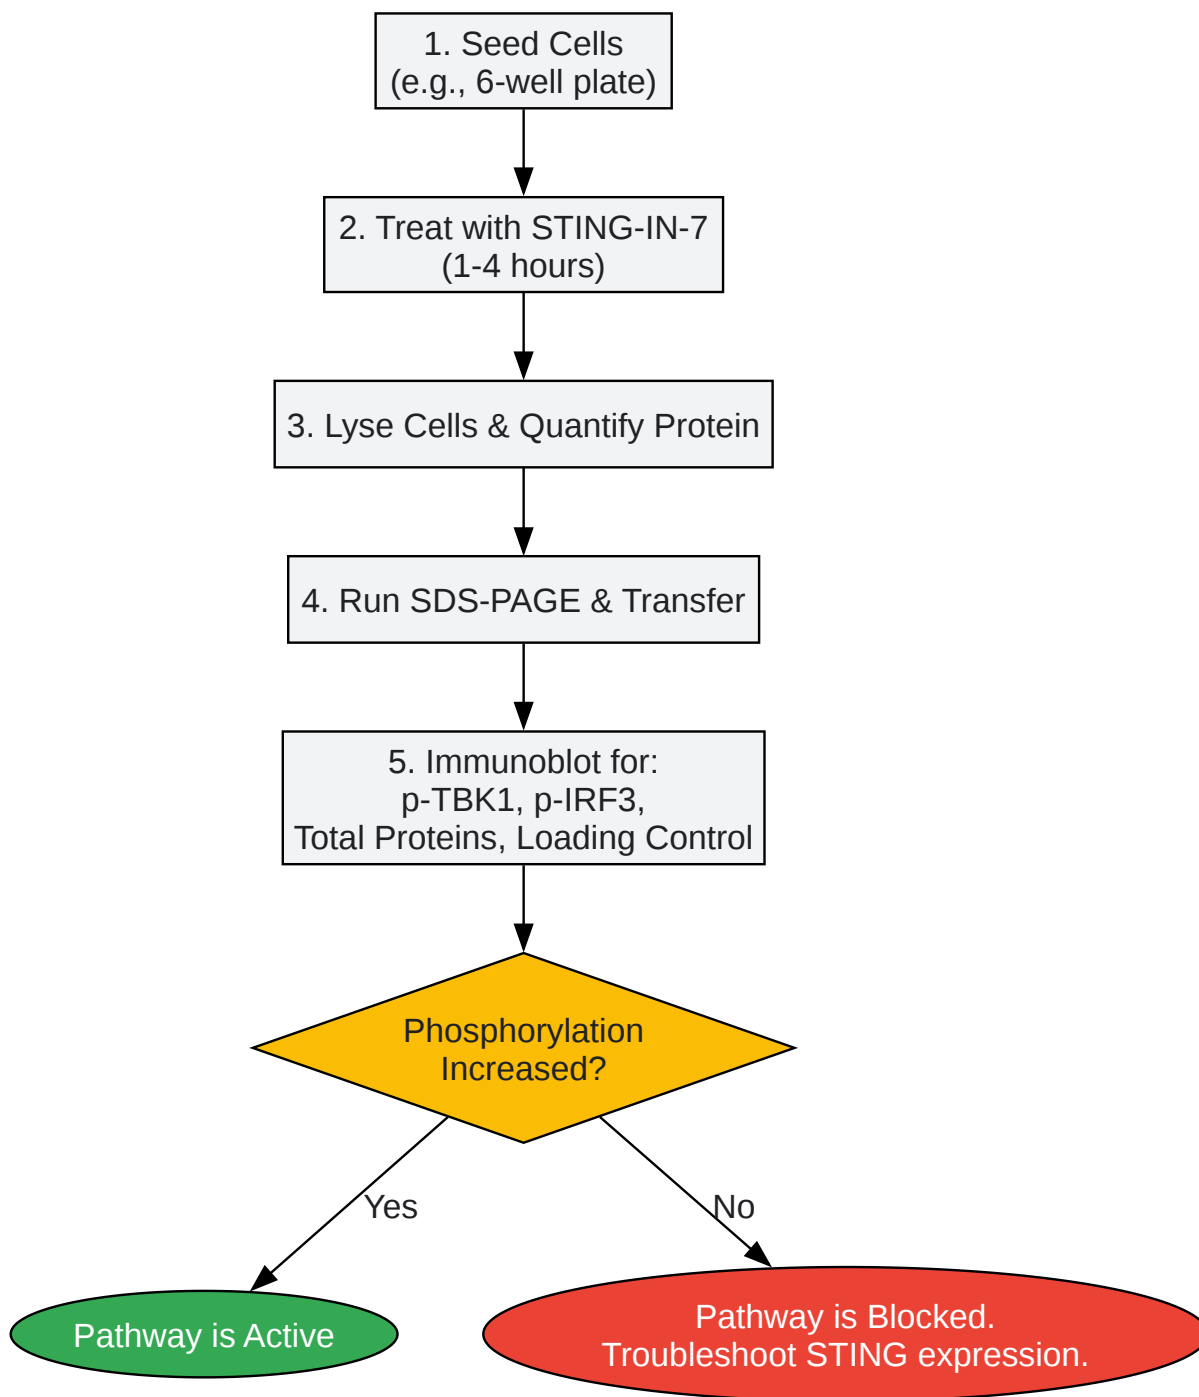 1. Seed Cells
(e.g., 6-well plate)
2. Treat with STING-IN-7
(1-4 hours)
3. Lyse Cells & Quantify Protein
4. Run SDS-PAGE & Transfer
5. Immunoblot for:
p-TBK1, p-IRF3,
Total Proteins, Loading Control
Phosphorylation
Increased?
Yes
No
Pathway is Active
Pathway is Blocked.
Troubleshoot STING expression.